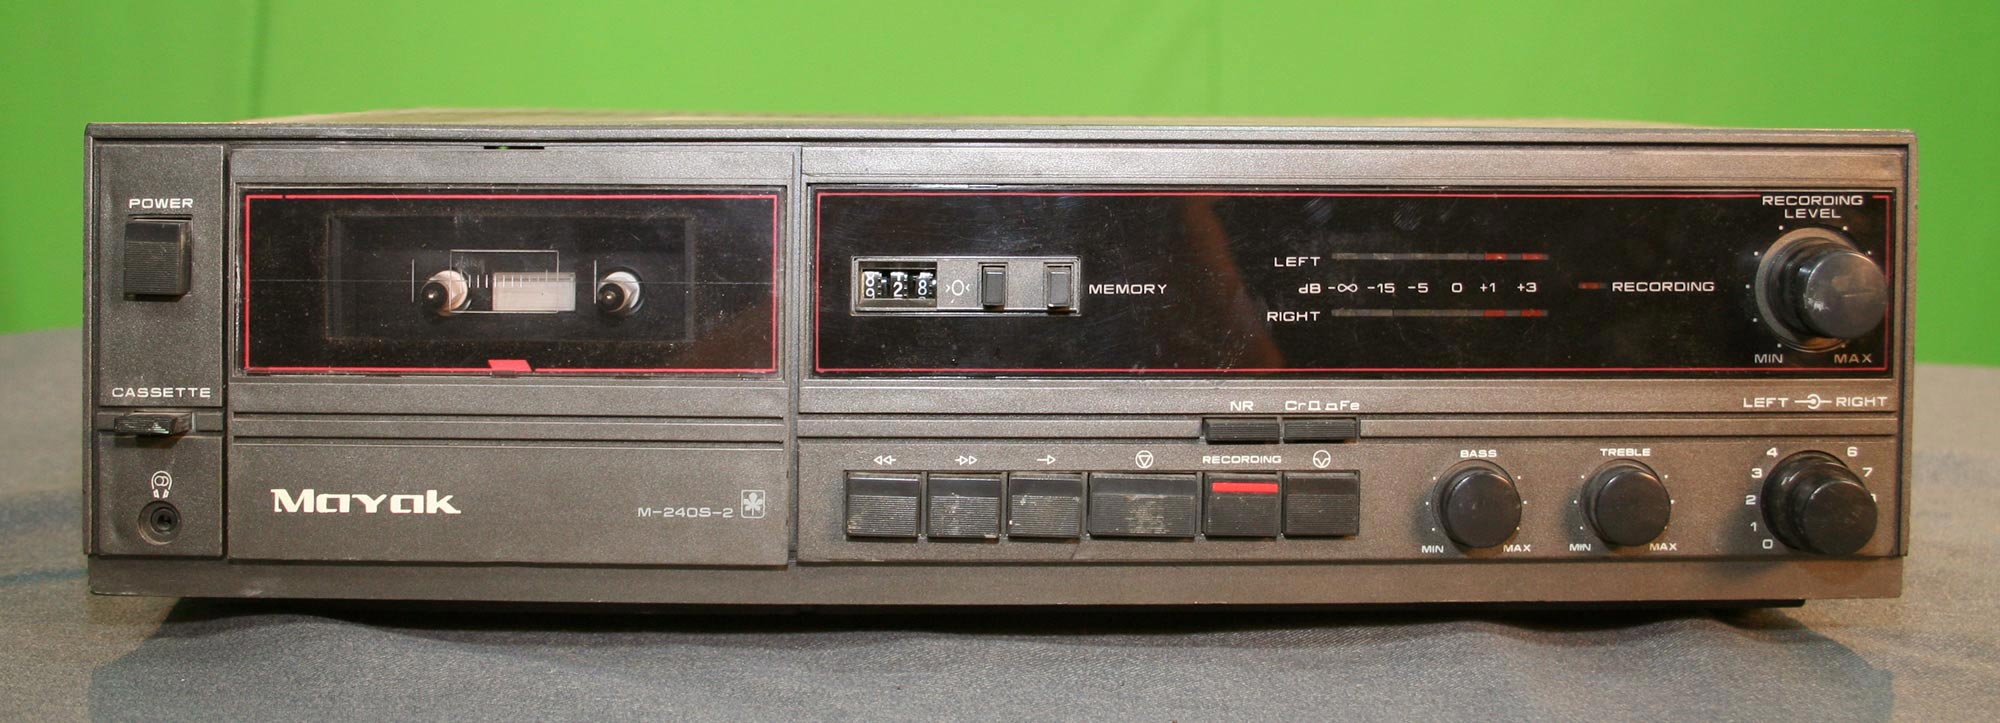 POWER
CASSETTE
Mayak
M-240S-2
MEMORY
LEFT
dB -∞ -15 -5 0 +1 +3
RIGHT
RECORDING
RECORDING
LEVEL
MIN MAX
LEFT RIGHT
NR Cr Fe
RECORDING
BASS
MIN MAX
TREBLE
MIN MAX
4 6
3 7
2
1
0